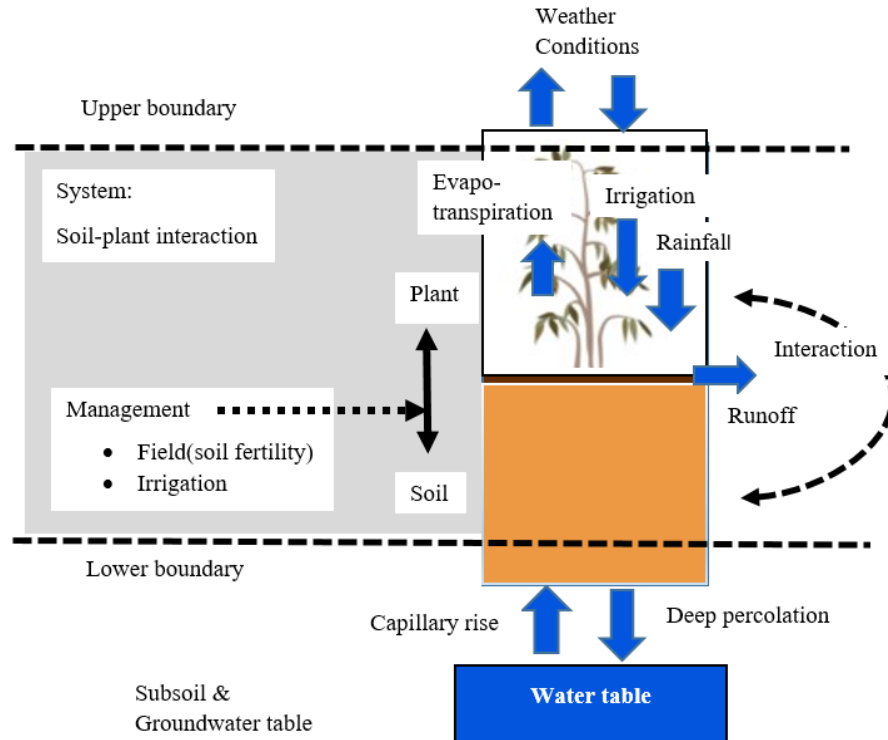 Weather
Conditions
Upper boundary
System:
Soil-plant interaction
Evapo-
transpiration
Irrigation
Rainfall
Plant
Interaction
Management
• Field(soil fertility)
• Irrigation
Runoff
Soil
Lower boundary
Capillary rise
Deep percolation
Subsoil &
Groundwater table
Water table